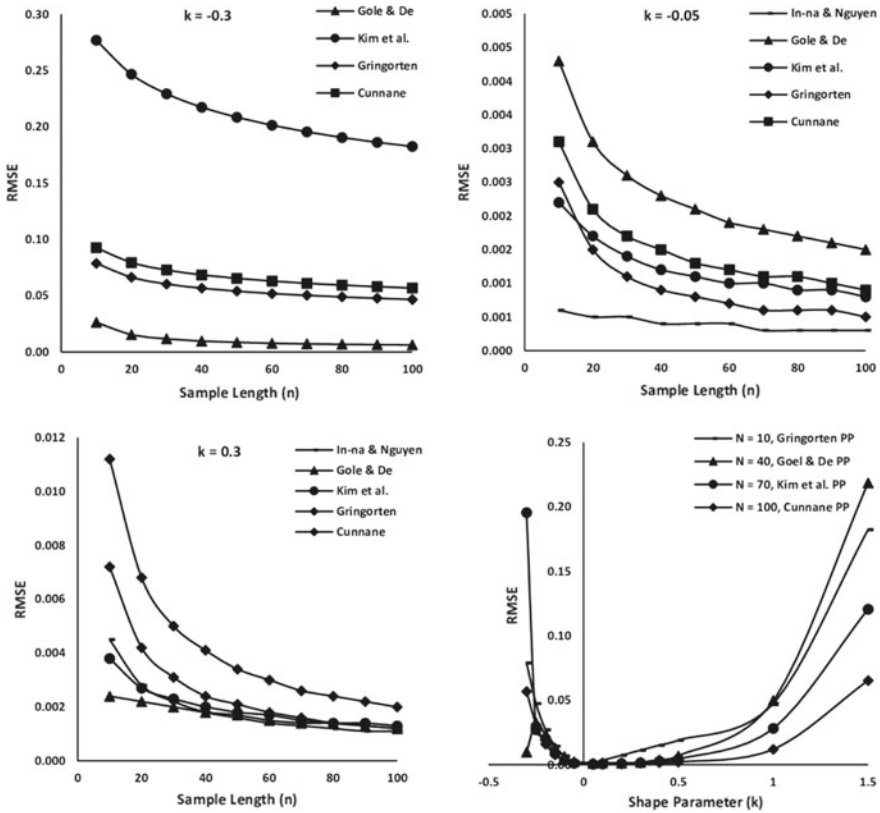 k = -0.3
Gole & De
Kim et al.
Gringorten
Cunnane
0.30
0.25
0.20
0.15
0.10
0.05
0.00
RMSE
0
20
40
60
80
100
Sample Length (n)
k = -0.05
In-na & Nguyen
Gole & De
Kim et al.
Gringorten
Cunnane
0.005
0.004
0.004
0.003
0.003
0.002
0.002
0.001
0.001
0.000
RMSE
0
20
40
60
80
100
Sample Length (n)
k = 0.3
In-na & Nguyen
Gole & De
Kim et al.
Gringorten
Cunnane
0.012
0.010
0.008
0.006
0.004
0.002
0.000
RMSE
0
20
40
60
80
100
Sample Length (n)
N = 10, Gringorten PP
N = 40, Goel & De PP
N = 70, Kim et al. PP
N = 100, Cunnane PP
0.25
0.20
0.15
0.10
0.05
0.00
RMSE
-0.5
0
0.5
1
1.5
Shape Parameter (k)